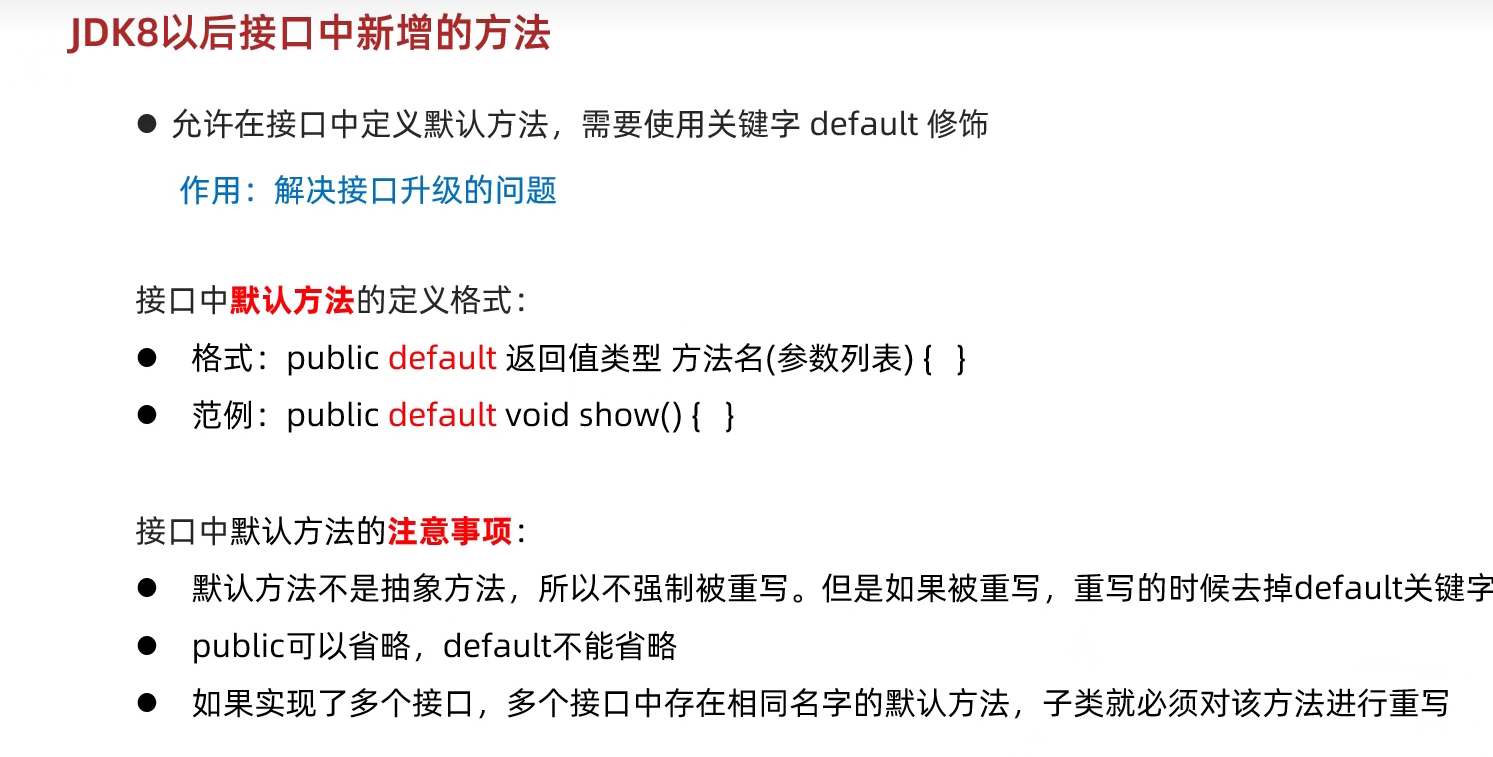 JDK8以后接口中新增的方法
● 允许在接口中定义默认方法，需要使用关键字 default 修饰
作用：解决接口升级的问题
接口中默认方法的定义格式：
● 格式：public default 返回值类型 方法名(参数列表) { }
● 范例：public default void show() { }
接口中默认方法的注意事项：
● 默认方法不是抽象方法，所以不强制被重写。但是如果被重写，重写的时候去掉default关键字
● public可以省略，default不能省略
● 如果实现了多个接口，多个接口中存在相同名字的默认方法，子类就必须对该方法进行重写